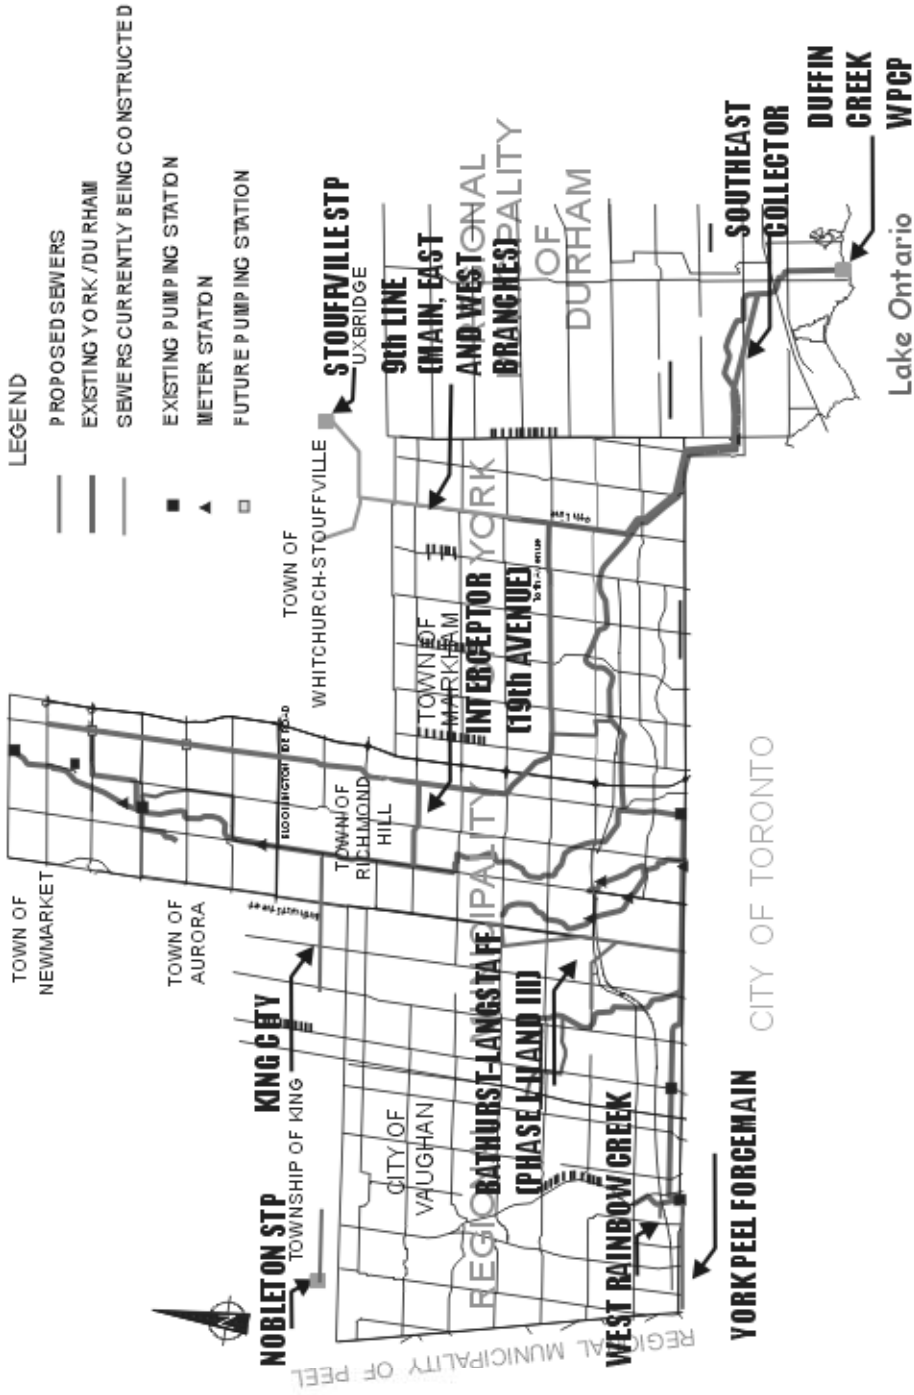 LEGEND
PROPOSED SEWERS
EXISTING YORK / DURHAM
SEWERS CURRENTLY BEING CONSTRUCTED
EXISTING PUMPING STATION
METER STATION
FUTURE PUMPING STATION
TOWN OF
NEWMARKET
TOWN OF
AURORA
BLOOMINGTON
TOWN OF
WHITCHURCH-STOUFFVILLE
STOUFFVILLE STP
UXBRIDGE
NOBLETON STP
TOWNSHIP OF KING
KING CITY
TOWN OF
RICHMOND
HILL
9th LINE
(MAIN, EAST
AND WEST
BRANCHES)
TOWN OF
MARKHAM
CITY OF
VAUGHAN
INTERCEPTOR
(19th AVENUE)
REGIONAL MUNICIPALITY
YORK
REGIONAL
MUNICIPALITY
OF
DURHAM
BATHURST-LANGSTAFF
(PHASE I, II AND III)
9th Line
WEST RAINBOW CREEK
SOUTHEAST
COLLECTOR
YORK PEEL FORCEMAIN
CITY OF TORONTO
DUFFIN
CREEK
WPCP
Lake Ontario
REGIONAL MUNICIPALITY OF PEEL
N